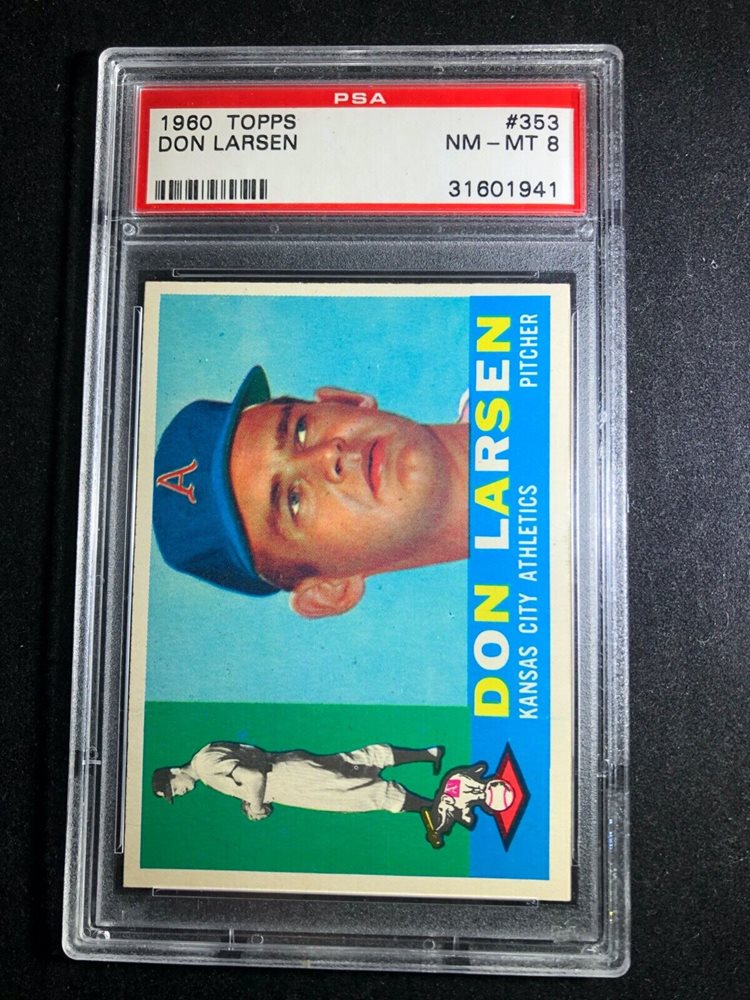 PSA
1960 TOPPS #353
DON LARSEN NM - MT 8
31601941
A
DON LARSEN
KANSAS CITY ATHLETICS PITCHER
A